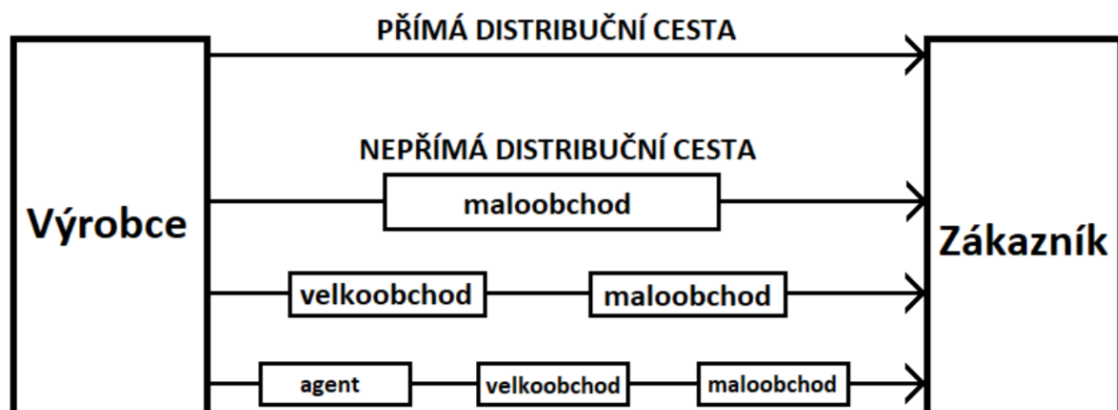 PŘÍMÁ DISTRIBUČNÍ CESTA
NEPŘÍMÁ DISTRIBUČNÍ CESTA
Výrobce
maloobchod
Zákazník
velkoobchod
maloobchod
agent
velkoobchod
maloobchod